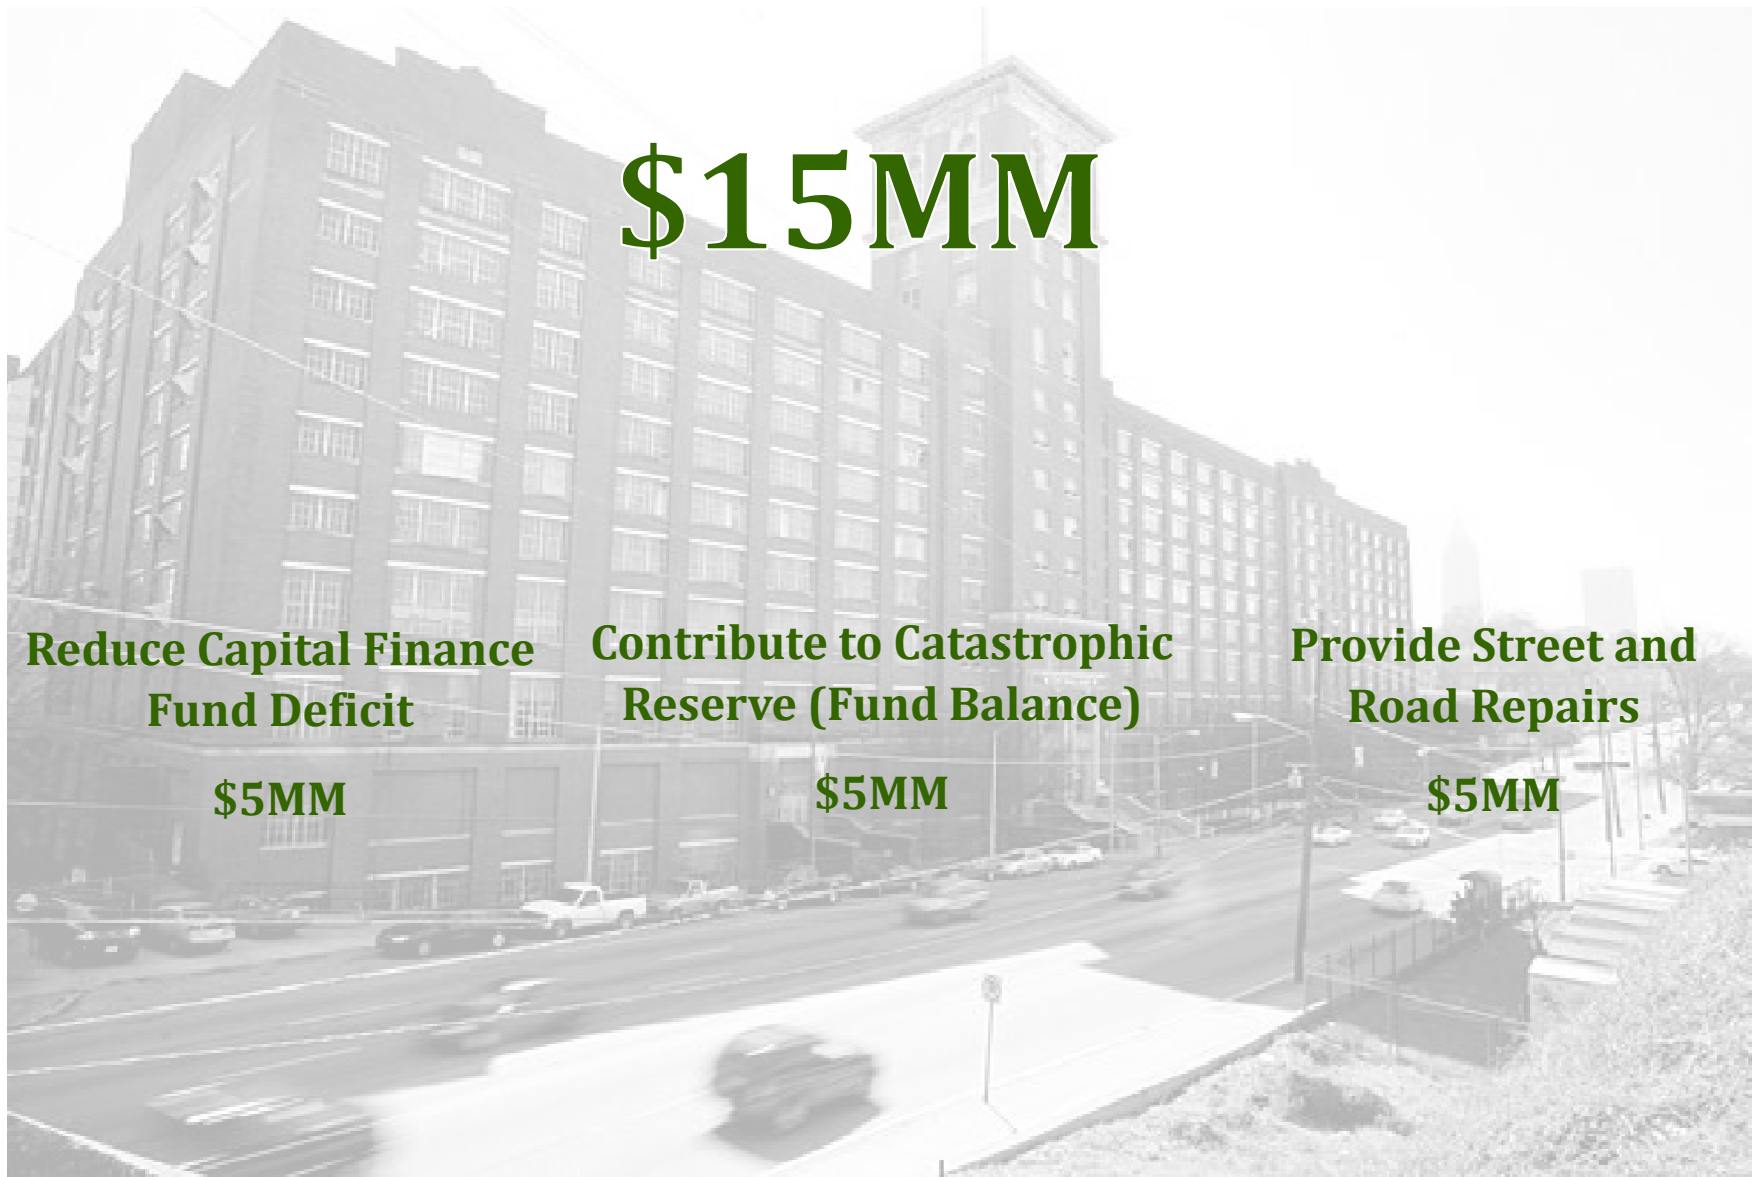 $15MM
Reduce Capital Finance
Fund Deficit
$5MM
Contribute to Catastrophic
Reserve (Fund Balance)
$5MM
Provide Street and
Road Repairs
$5MM